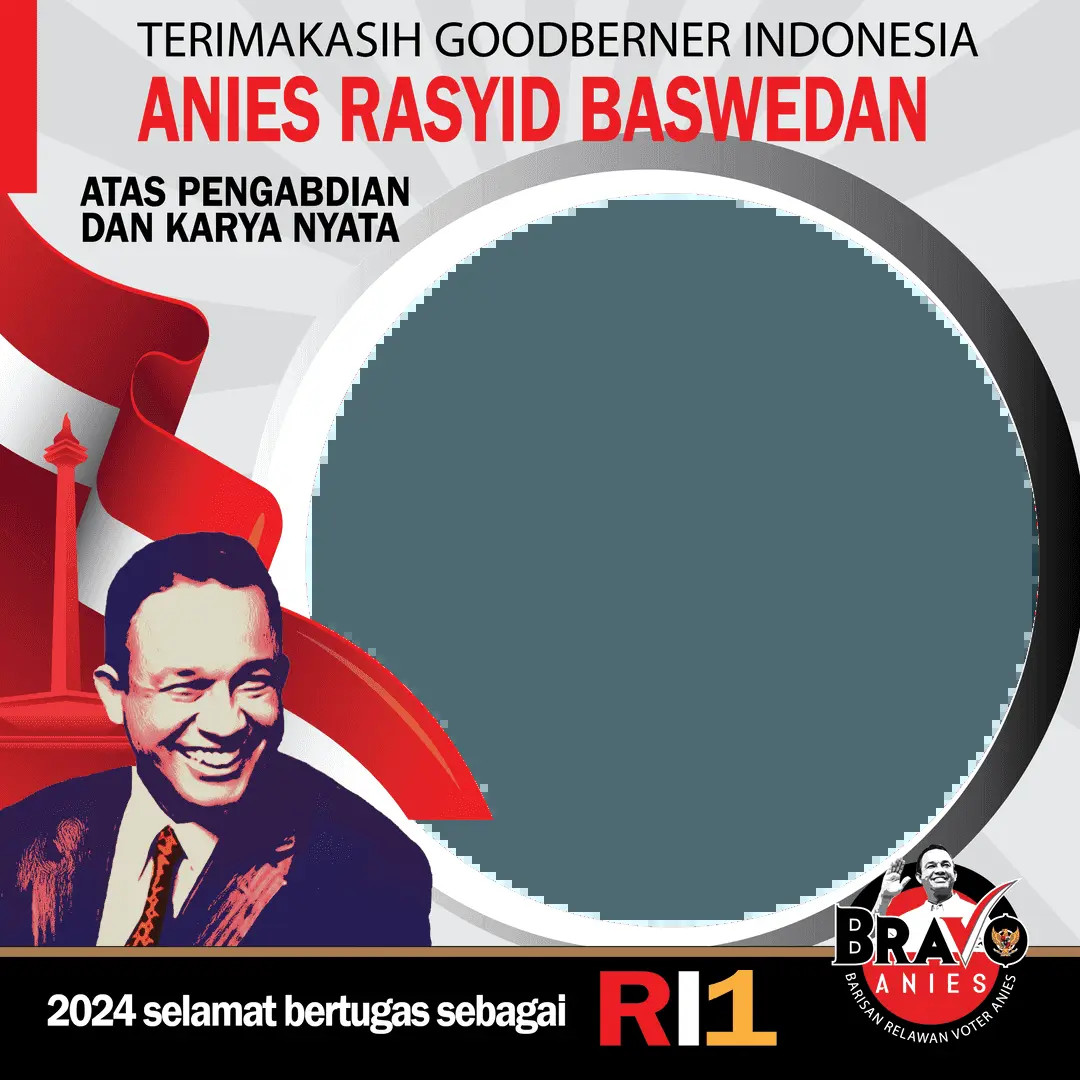 TERIMAKASIH GOODBERNER INDONESIA
ANIES RASYID BASWEDAN
ATAS PENGABDIAN
DAN KARYA NYATA
2024 selamat bertugas sebagai RI1
BRAVO
ANIES
BARISAN RELAWAN VOTER ANIES